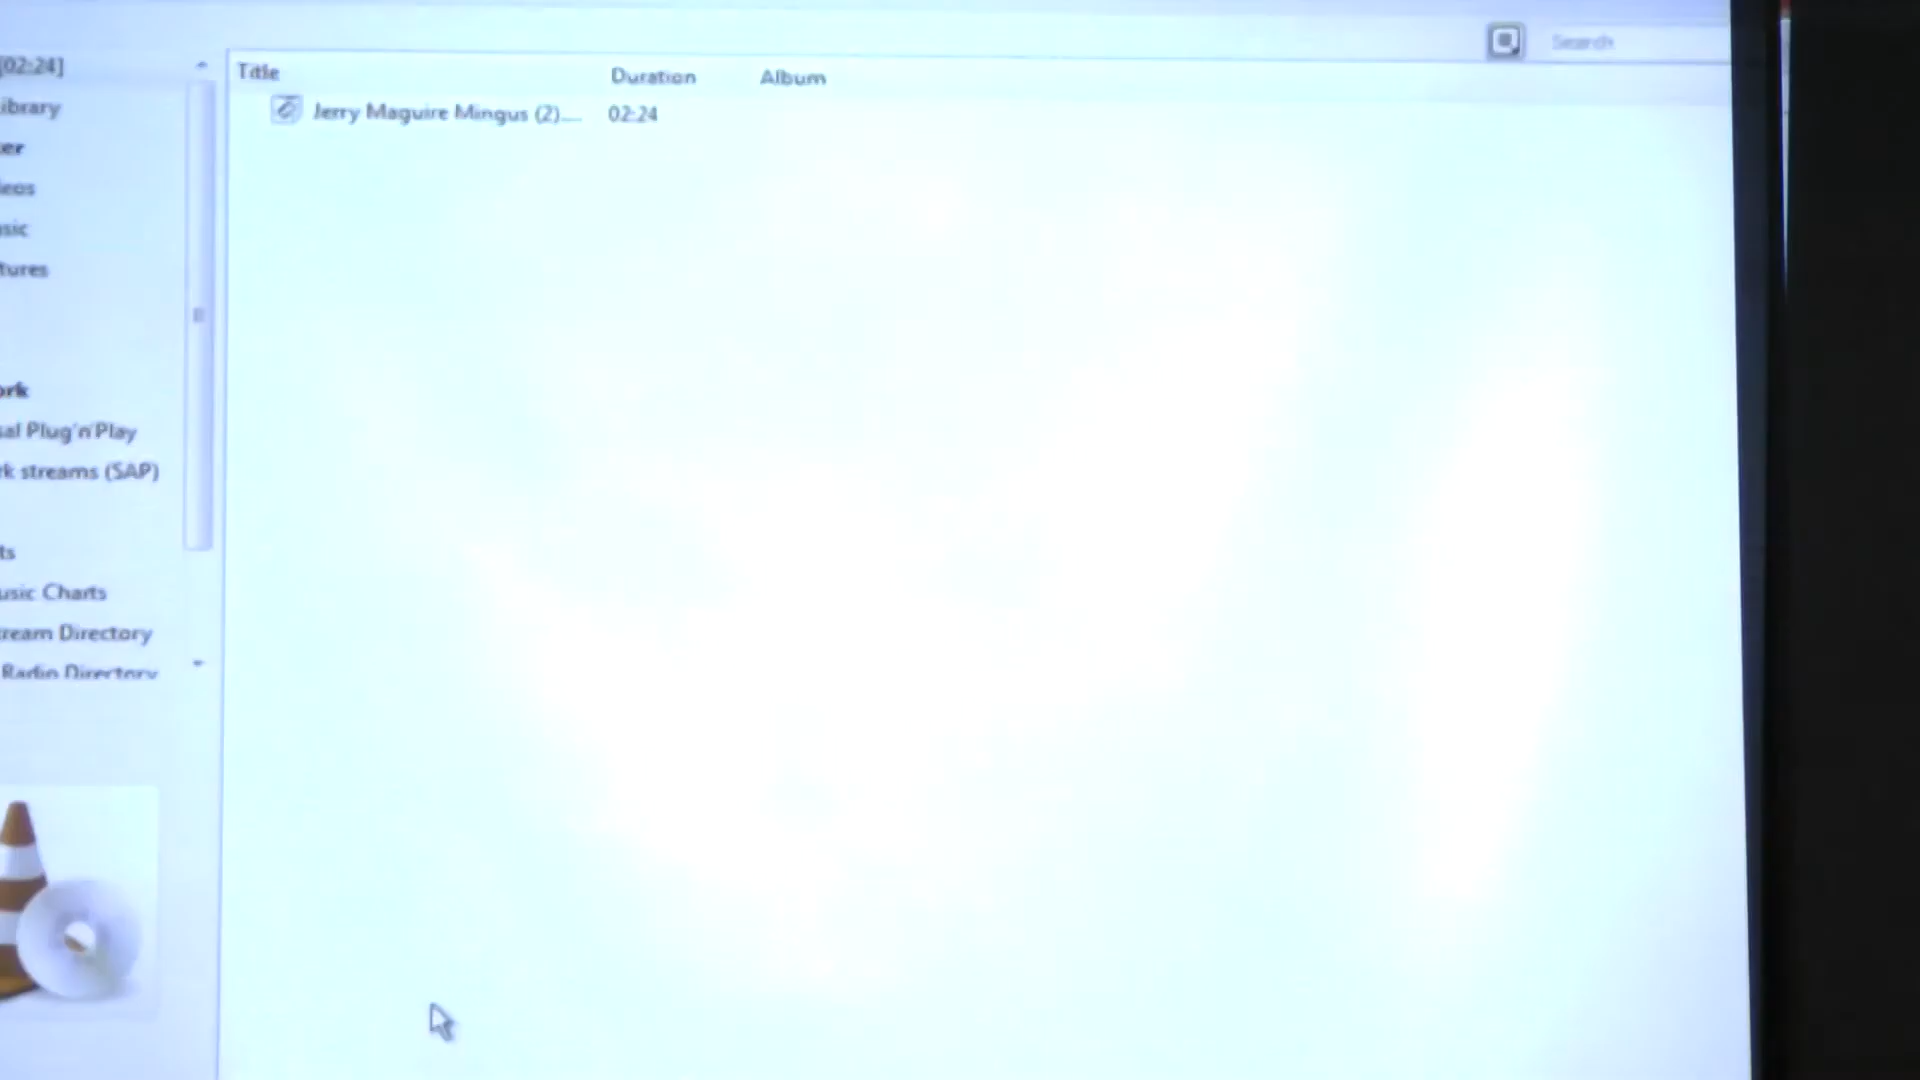 [02:24]
ibrary
er
eos
sic
tures
ork
sal Plug'n'Play
rk streams (SAP)
ts
usic Charts
ream Directory
Radio Directory
Search
Title Duration Album
Jerry Maguire Mingus (2).... 02:24